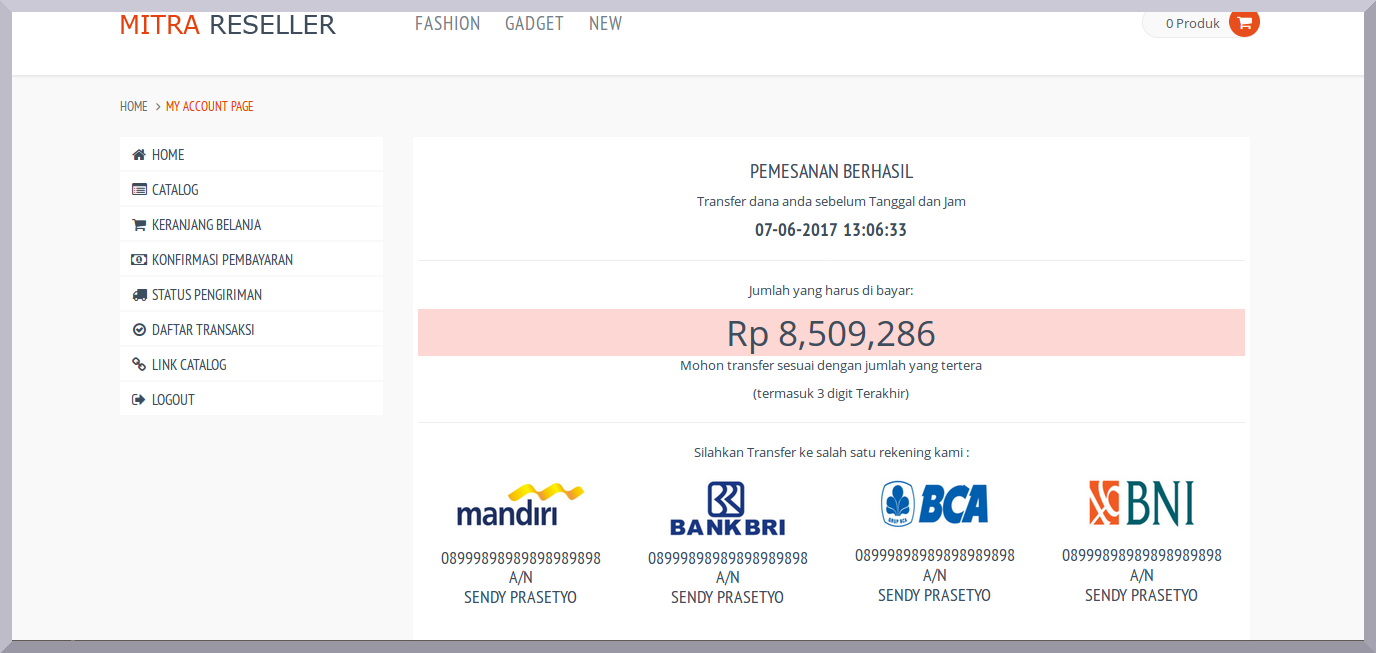 MITRA RESELLER
FASHION GADGET NEW
0 Produk
HOME > MY ACCOUNT PAGE
HOME
CATALOG
KERANJANG BELANJA
KONFIRMASI PEMBAYARAN
STATUS PENGIRIMAN
DAFTAR TRANSAKSI
LINK CATALOG
LOGOUT
PEMESANAN BERHASIL
Transfer dana anda sebelum Tanggal dan Jam
07-06-2017 13:06:33
Jumlah yang harus di bayar:
Rp 8,509,286
Mohon transfer sesuai dengan jumlah yang tertera
(termasuk 3 digit Terakhir)
Silahkan Transfer ke salah satu rekening kami :
mandiri
08999898989898989898
A/N
SENDY PRASETYO
BANK BRI
08999898989898989898
A/N
SENDY PRASETYO
GRUP BCA
BCA
08999898989898989898
A/N
SENDY PRASETYO
BNI
08999898989898989898
A/N
SENDY PRASETYO